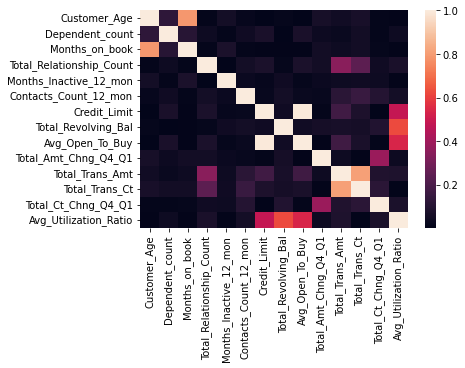 Customer_Age
Dependent_count
Months_on_book
Total_Relationship_Count
Months_Inactive_12_mon
Contacts_Count_12_mon
Credit_Limit
Total_Revolving_Bal
Avg_Open_To_Buy
Total_Amt_Chng_Q4_Q1
Total_Trans_Amt
Total_Trans_Ct
Total_Ct_Chng_Q4_Q1
Avg_Utilization_Ratio
Customer_Age
Dependent_count
Months_on_book
Total_Relationship_Count
Months_Inactive_12_mon
Contacts_Count_12_mon
Credit_Limit
Total_Revolving_Bal
Avg_Open_To_Buy
Total_Amt_Chng_Q4_Q1
Total_Trans_Amt
Total_Trans_Ct
Total_Ct_Chng_Q4_Q1
Avg_Utilization_Ratio
1.0
0.8
0.6
0.4
0.2